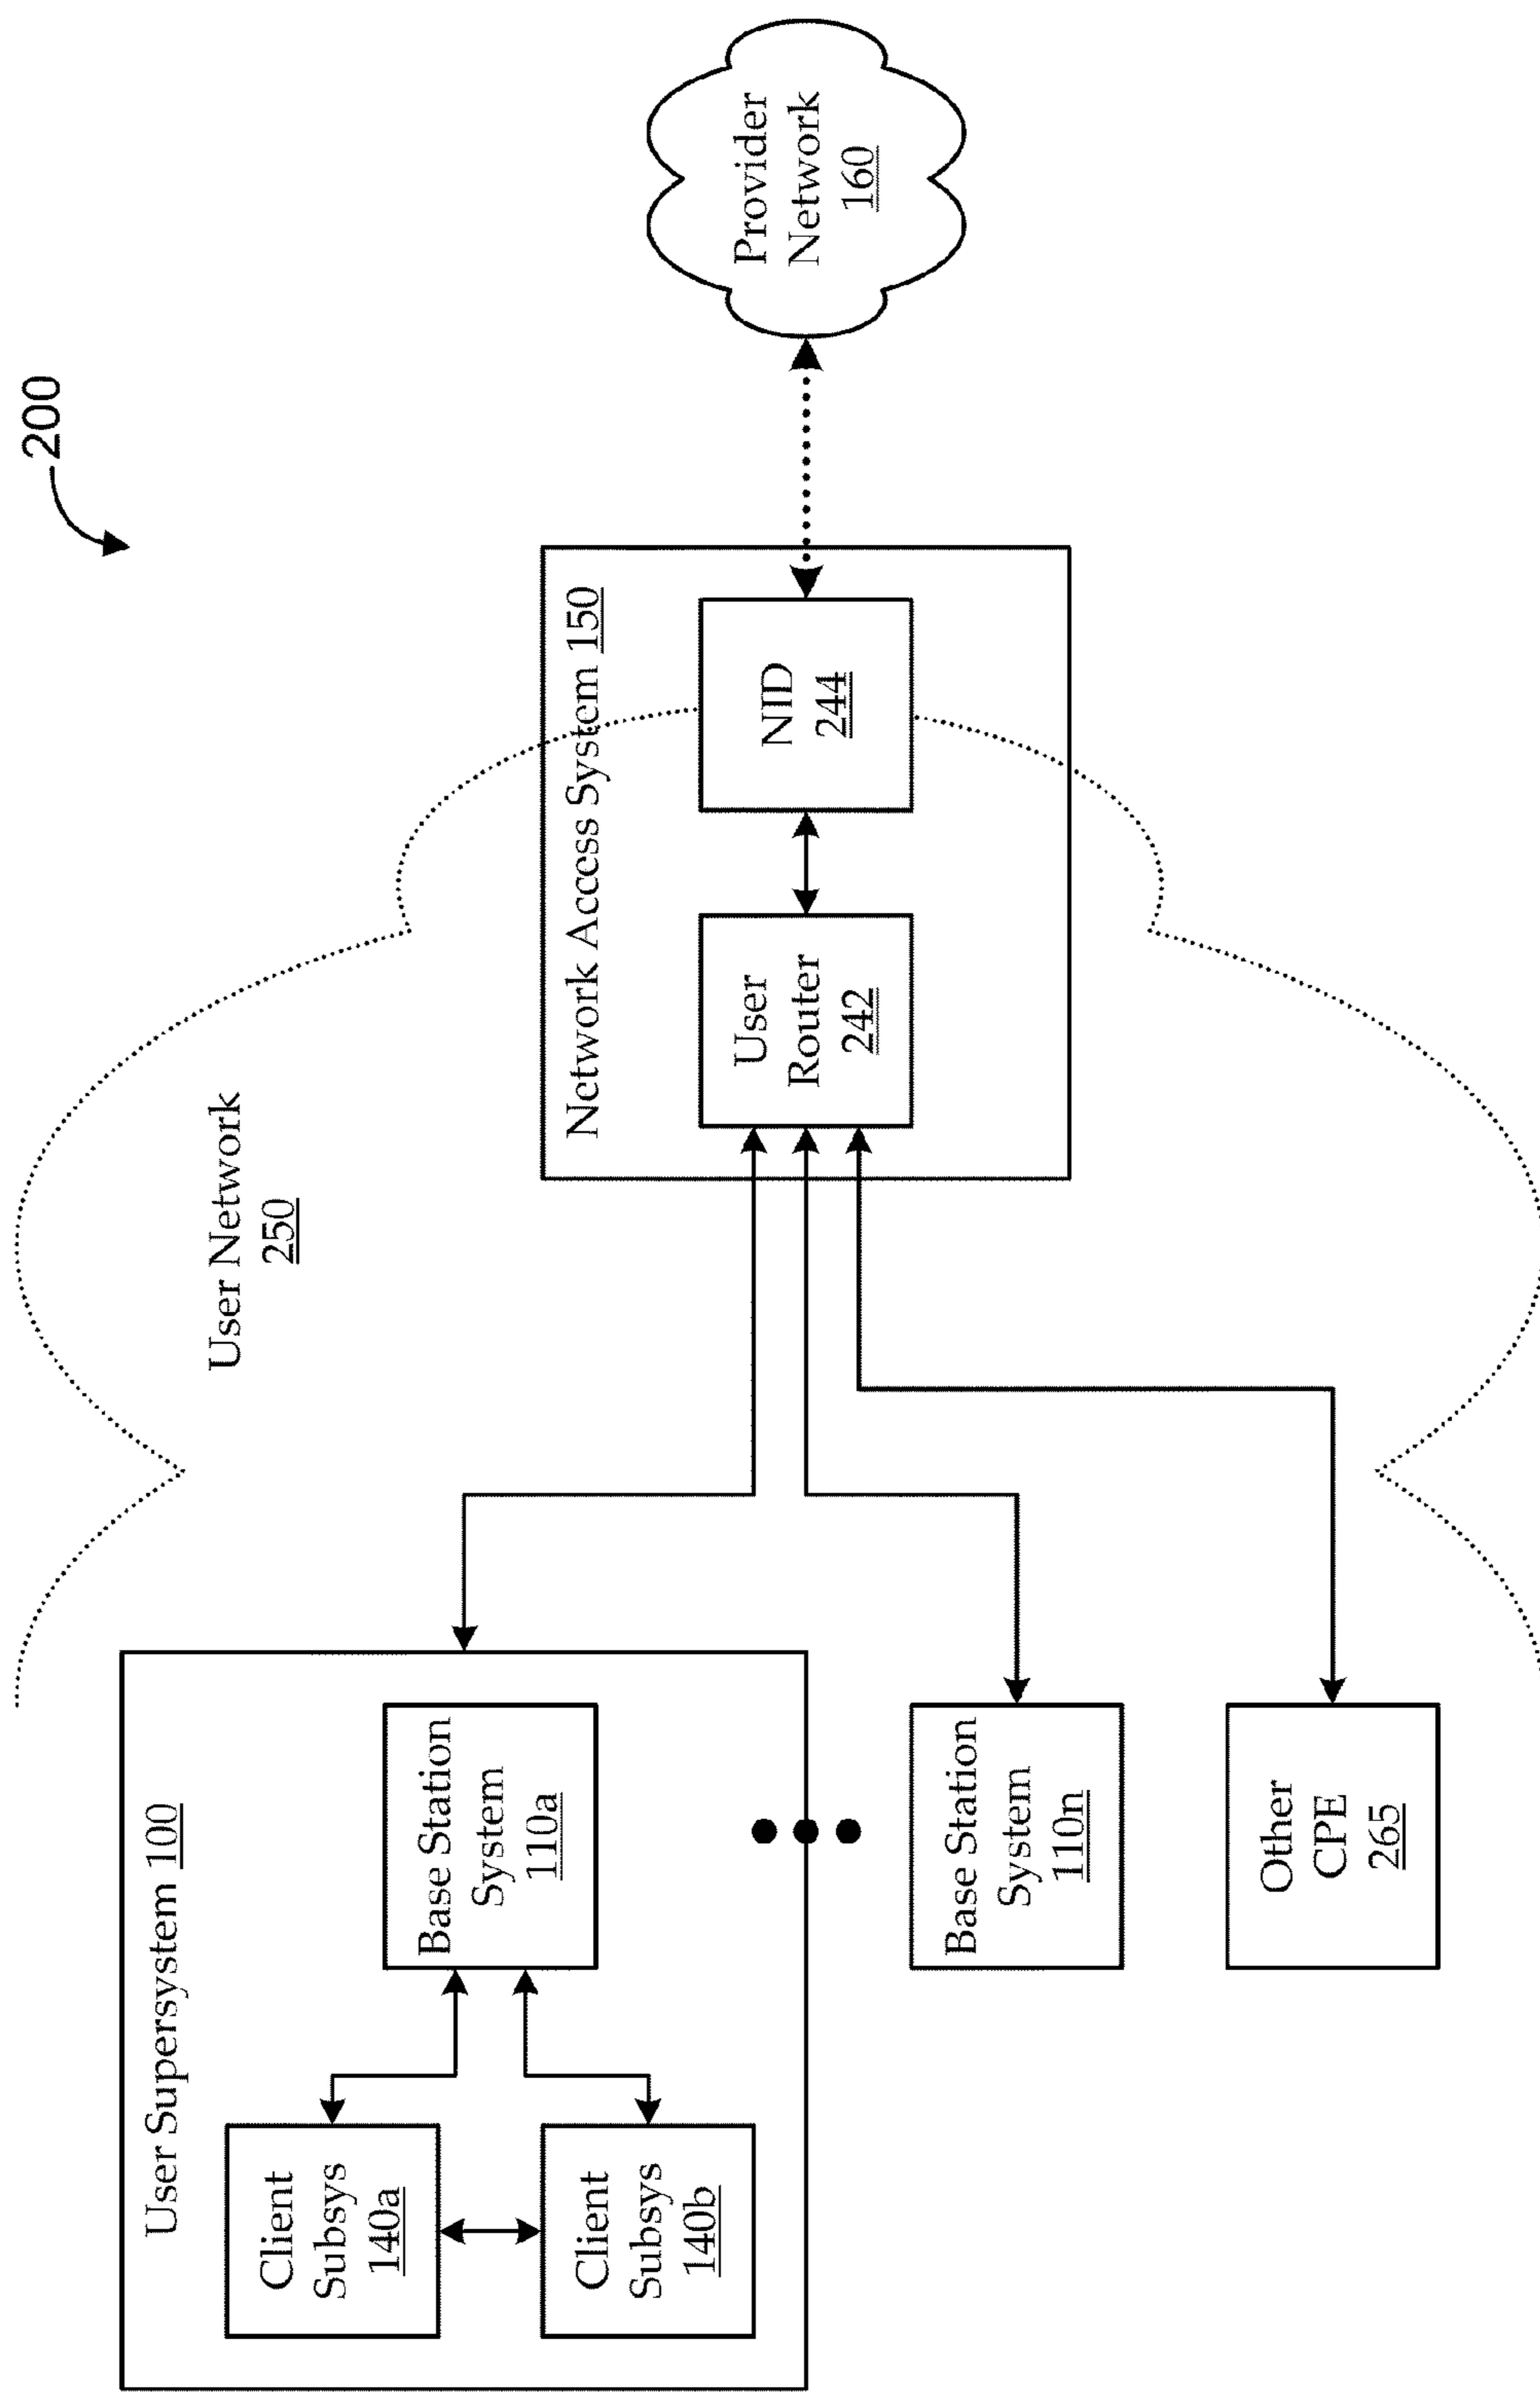 200
User Network
250
User Supersystem 100
Client
Subsys
140a
Client
Subsys
140b
Base Station
System
110a
Base Station
System
110n
Other
CPE
265
Network Access System 150
User
Router
242
NID
244
Provider
Network
160